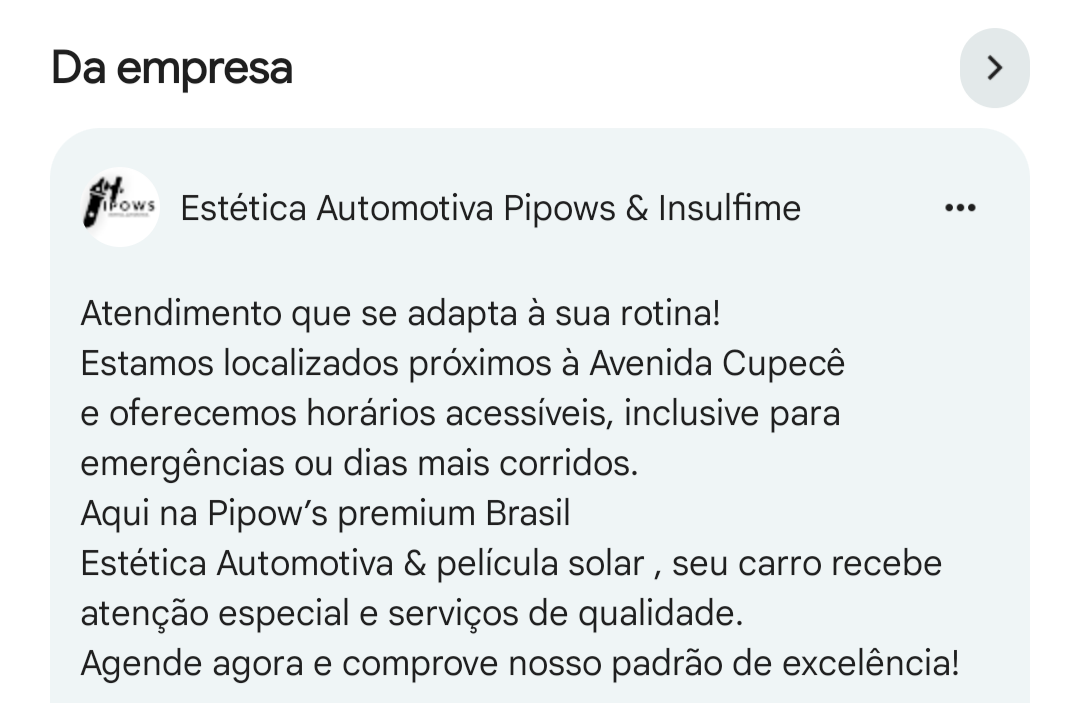 Da empresa
PIPOWS
Estética Automotiva Pipows & Insulfime
Atendimento que se adapta à sua rotina!
Estamos localizados próximos à Avenida Cupecê
e oferecemos horários acessíveis, inclusive para
emergências ou dias mais corridos.
Aqui na Pipow’s premium Brasil
Estética Automotiva & película solar , seu carro recebe
atenção especial e serviços de qualidade.
Agende agora e comprove nosso padrão de excelência!